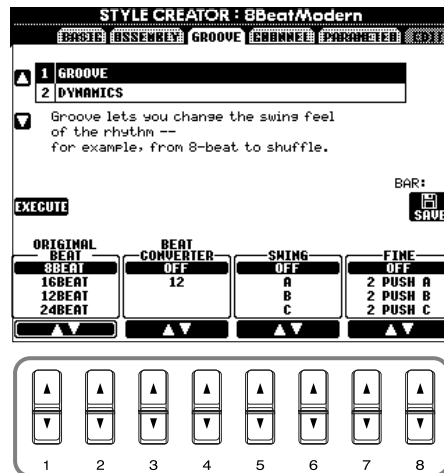 STYLE CREATOR : 8BeatModern
BASIC ASSEMBLY GROOVE CHANNEL PARAMETER EDIT
1 GROOVE
2 DYNAMICS
Groove lets you change the swing feel
of the rhythm --
for example, from 8-beat to shuffle.
BAR:
EXECUTE
SAVE
ORIGINAL BEAT
8BEAT
16BEAT
12BEAT
24BEAT
BEAT CONVERTER
OFF
12
SWING
OFF
A
B
C
FINE
OFF
2 PUSH A
2 PUSH B
2 PUSH C
1 2 3 4 5 6 7 8